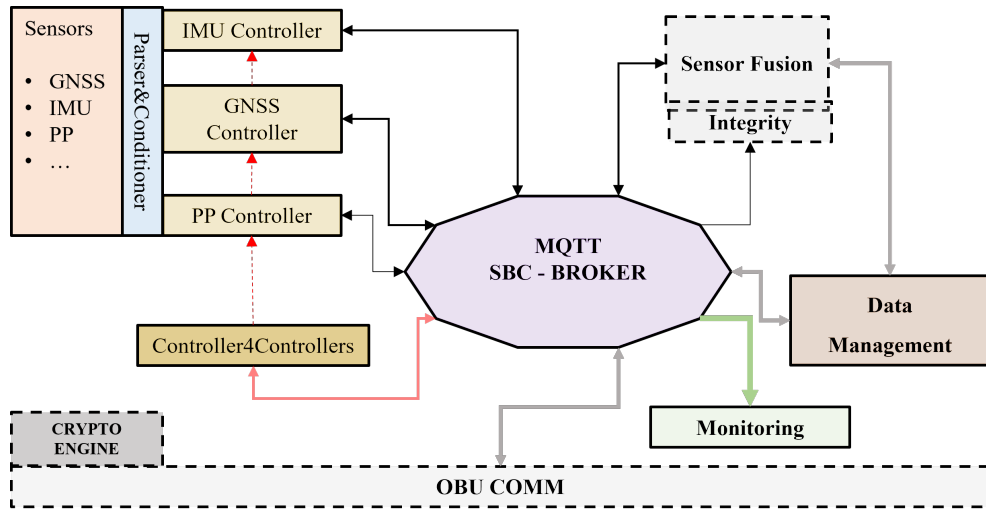 Sensors
• GNSS
• IMU
• PP
• …
Parser&Conditioner
IMU Controller
GNSS
Controller
PP Controller
Controller4Controllers
MQTT
SBC - BROKER
Sensor Fusion
Integrity
Data
Management
Monitoring
CRYPTO
ENGINE
OBU COMM